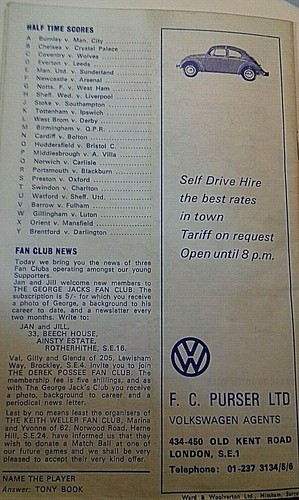 HALF TIME SCORES
A Burnley v. Man. City
B Chelsea v. Crystal Palace
C Coventry v. Wolves
D Everton v. Leeds
E Man. Utd. v. Sunderland
F Newcastle v. Arsenal
G Notts. F. v. West Ham
H Sheff. Wed. v. Liverpool
J Stoke v. Southampton
K Tottenham v. Ipswich
L West Brom v. Derby
M Birmingham v. Q.P.R.
N Cardiff v. Bolton
O Huddersfield v. Bristol C.
P Middlesbrough v. A. Villa
Q Norwich v. Carlisle
R Portsmouth v. Blackburn
S Preston v. Oxford
T Swindon v. Charlton
U Watford v. Sheff. Utd.
V Barrow v. Fulham
W Gillingham v. Luton
X Orient v. Mansfield
Y Brentford v. Darlington
FAN CLUB NEWS
Today we bring you the news of three
Fan Clubs operating amongst our young
Supporters.
Jan and Jill welcome new members to
THE GEORGE JACKS FAN CLUB. The
subscription is 5/- for which you receive
a photo of George, a background to his
career to date, and a newsletter every
two months. Write to:
JAN and JILL,
33, BEECH HOUSE,
AINSTY ESTATE,
ROTHERHITHE, S.E.16.
Val, Gilly and Glenda of 205, Lewisham
Way, Brockley, S.E.4. invite you to join
THE DEREK POSSEE FAN CLUB. The
membership fee is five shillings, and as
with The George Jack's Club you receive a
photo, background to career and a
periodical news letter.
Last by no means least the organisers of
THE KEITH WELLER FAN CLUB, Marina
and Yvonne of 62, Norwood Road, Herne
Hill, S.E.24. have informed us that they
wish to donate a Match Ball at one of
our future games and we shall be very
pleased to accept their very kind offer.
NAME THE PLAYER
Answer: TONY BOOK
Self Drive Hire
the best rates
in town
Tariff on request
Open until 8 p.m.
VW
F. C. PURSER LTD
VOLKSWAGEN AGENTS
434-450 OLD KENT ROAD
LONDON, S.E.1
Telephone: 01-237 3134/5/6
Ward & Woolverton Ltd.,